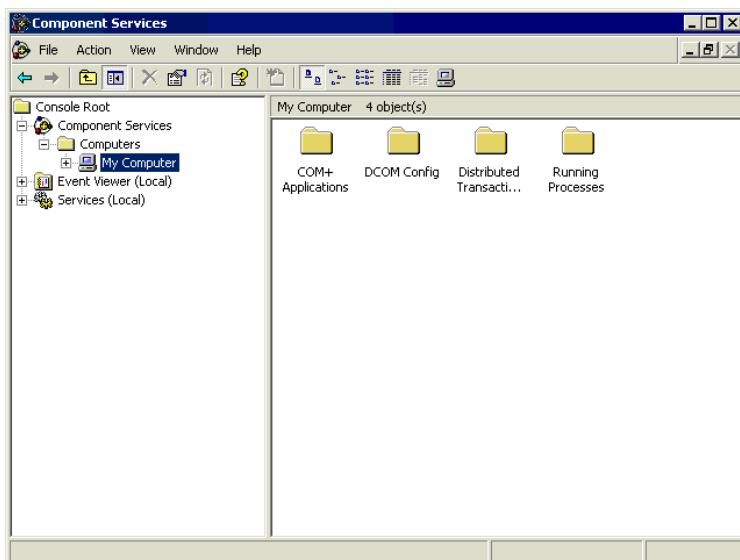 Component Services
File Action View Window Help
Console Root
Component Services
Computers
My Computer
Event Viewer (Local)
Services (Local)
My Computer 4 object(s)
COM+
Applications
DCOM Config
Distributed
Transacti...
Running
Processes